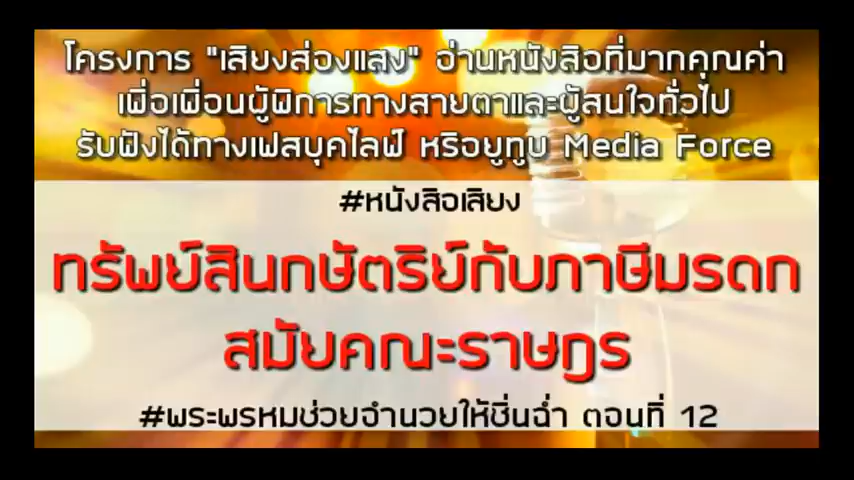 โครงการ "เสียงส่องแสง" อ่านหนังสือที่มากคุณค่า
เพื่อเพื่อนผู้พิการทางสายตาและผู้สนใจทั่วไป
รับฟังได้ทางเฟสบุคไลฟ์ หรือยูทูบ Media Force
#หนังสือเสียง
ทรัพย์สินกษัตริย์กับภาษีมรดก
สมัยคณะราษฎร
#พระพรหมช่วยอำนวยให้ชื่นฉ่ำ ตอนที่ 12